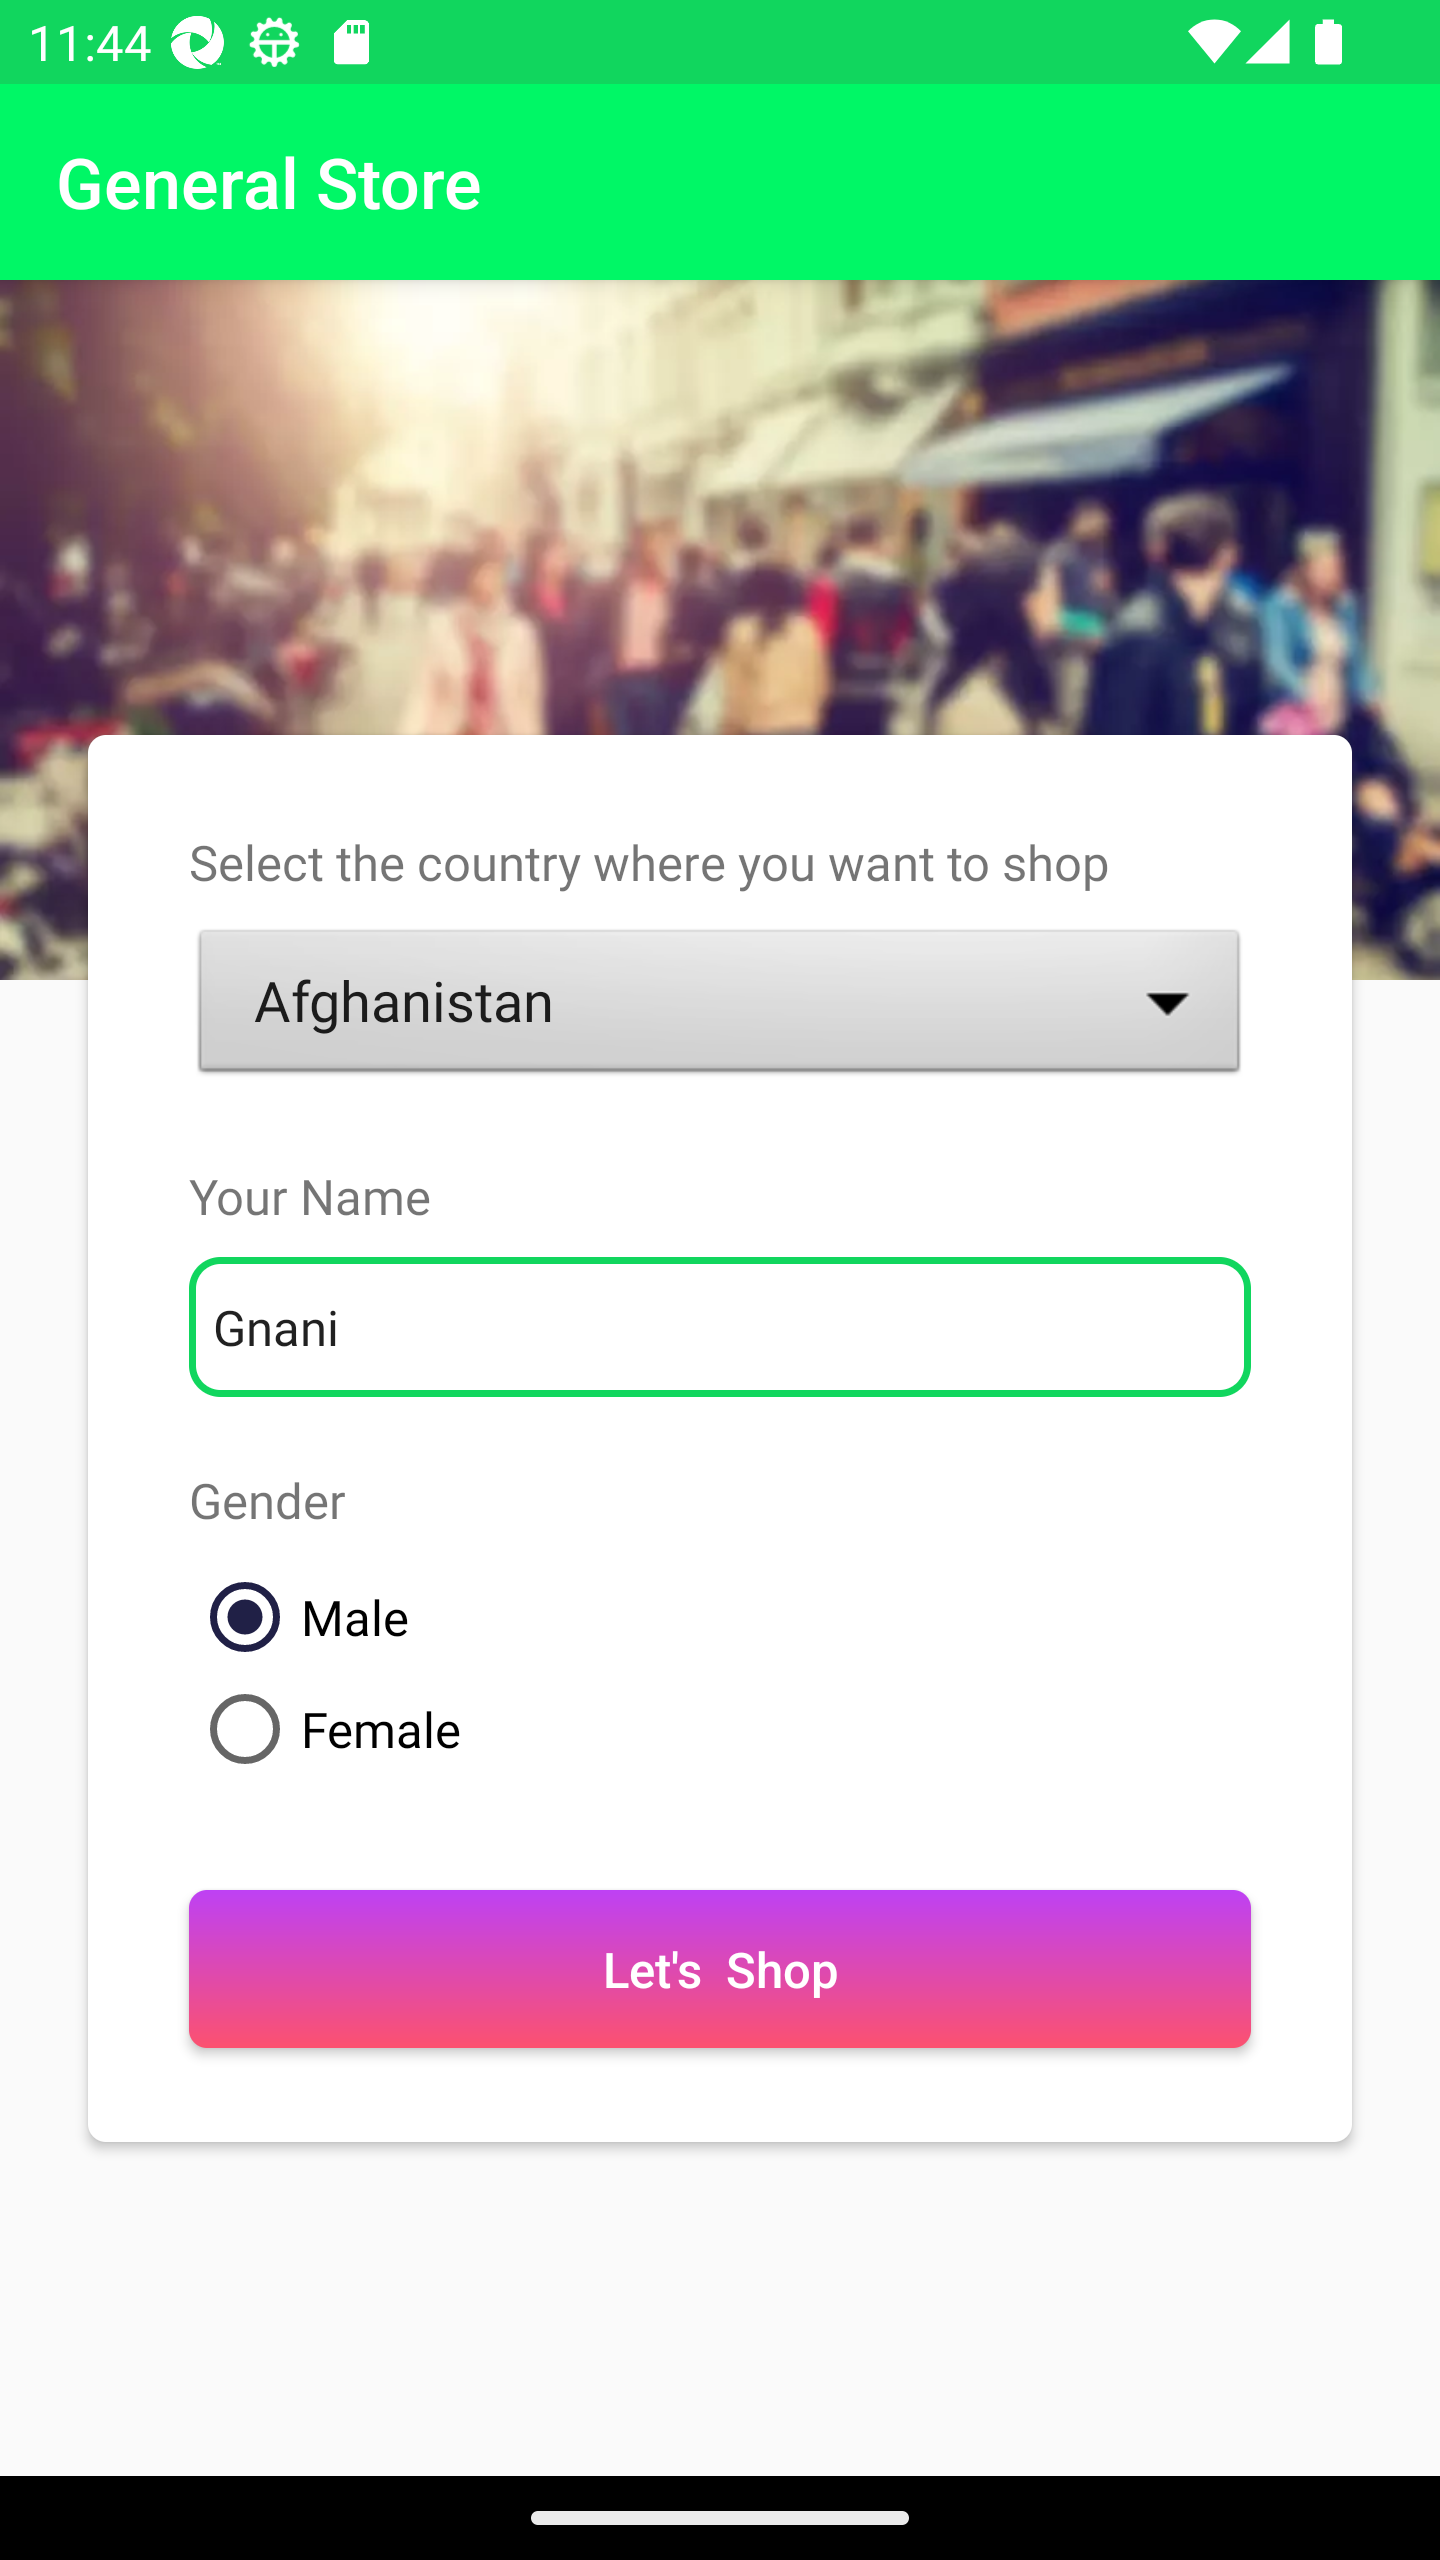 11:44
General Store
Select the country where you want to shop
Afghanistan
Your Name
Gnani
Gender
Male
Female
Let's  Shop